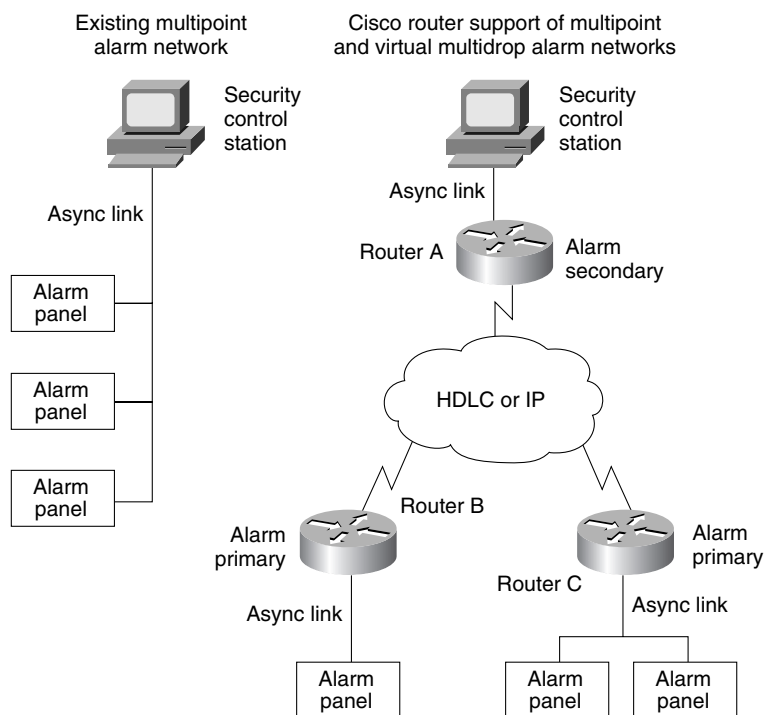 Existing multipoint
alarm network
Security
control
station
Async link
Alarm
panel
Alarm
panel
Alarm
panel
Cisco router support of multipoint
and virtual multidrop alarm networks
Security
control
station
Async link
Router A
Alarm
secondary
HDLC or IP
Router B
Alarm
primary
Async link
Alarm
panel
Alarm
primary
Router C
Async link
Alarm
panel
Alarm
panel